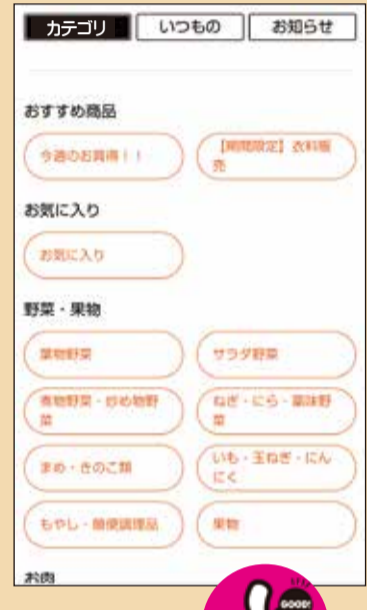 カテゴリ
いつもの
お知らせ
おすすめ商品
今週のお買得！！
【期間限定】衣料販
売
お気に入り
お気に入り
野菜・果物
葉物野菜
サラダ野菜
煮物野菜・炒め物野
菜
ねぎ・にら・薬味野
菜
まめ・きのこ類
いも・玉ねぎ・にん
にく
もやし・簡便調理品
果物
お肉
GOOD!